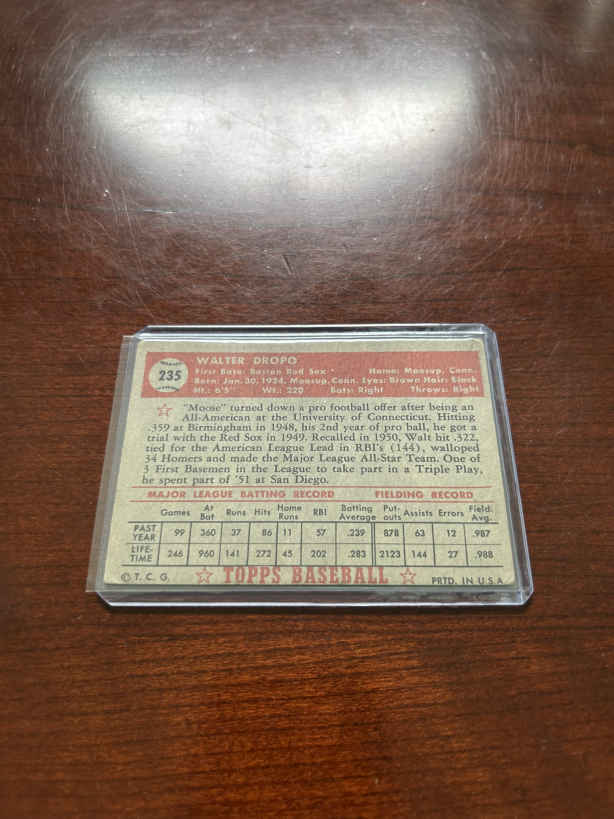 235
WALTER DROPO
First Base: Boston Red Sox • Home: Moosup, Conn.
Born: Jan. 30, 1924, Moosup, Conn. Eyes: Brown Hair: Black
Ht.: 6'5" Wt.: 220 Bats: Right Throws: Right
"Moose" turned down a pro football offer after being an
All-American at the University of Connecticut. Hitting
.359 at Birmingham in 1948, his 2nd year of pro ball, he got a
trial with the Red Sox in 1949. Recalled in 1950, Walt hit .322,
tied for the American League Lead in RBI's (144), walloped
34 Homers and made the Major League All-Star Team. One of
3 First Basemen in the League to take part in a Triple Play,
he spent part of '51 at San Diego.
MAJOR LEAGUE BATTING RECORD FIELDING RECORD
Games At Bat Runs Hits Home Runs RBI Batting Average Put-outs Assists Errors Field. Avg.
PAST YEAR 99 360 37 86 11 57 .239 878 63 12 .987
LIFE-TIME 246 960 141 272 45 202 .283 2123 144 27 .988
© T. C. G. ☆ TOPPS BASEBALL ☆ PRTD. IN U.S.A